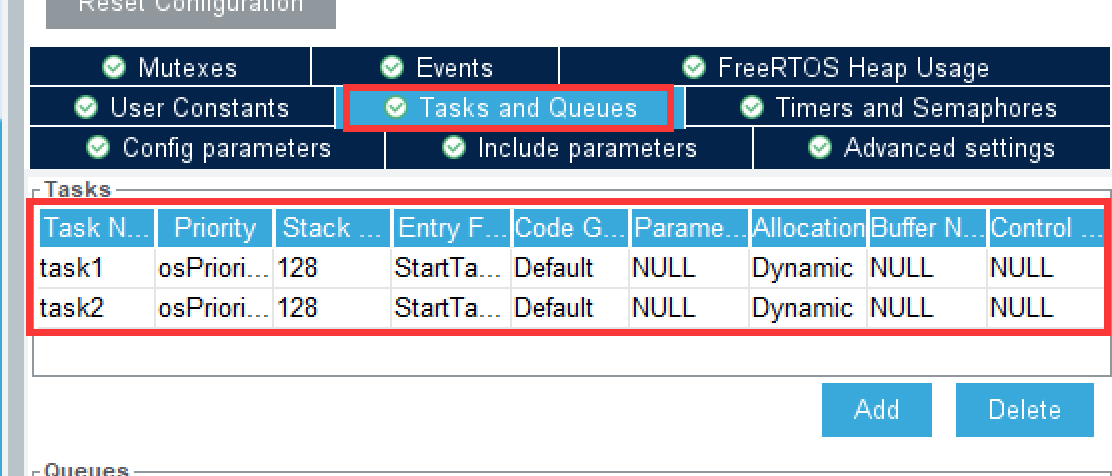 Reset Configuration
Mutexes Events FreeRTOS Heap Usage
User Constants Tasks and Queues Timers and Semaphores
Config parameters Include parameters Advanced settings
Tasks
Task N... Priority Stack ... Entry F... Code G... Parame... Allocation Buffer N... Control ...
task1 osPriori... 128 StartTa... Default NULL Dynamic NULL NULL
task2 osPriori... 128 StartTa... Default NULL Dynamic NULL NULL
Add Delete
Queues